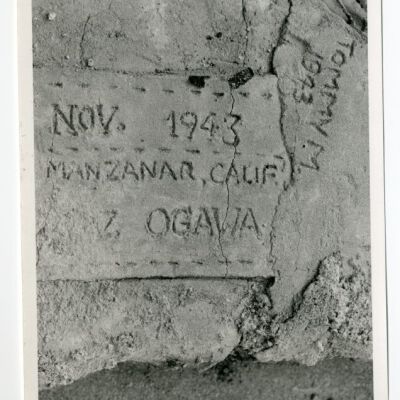 NOV. 1943
MANZANAR, CALIF.
Z OGAWA
TOMMY M.
1943